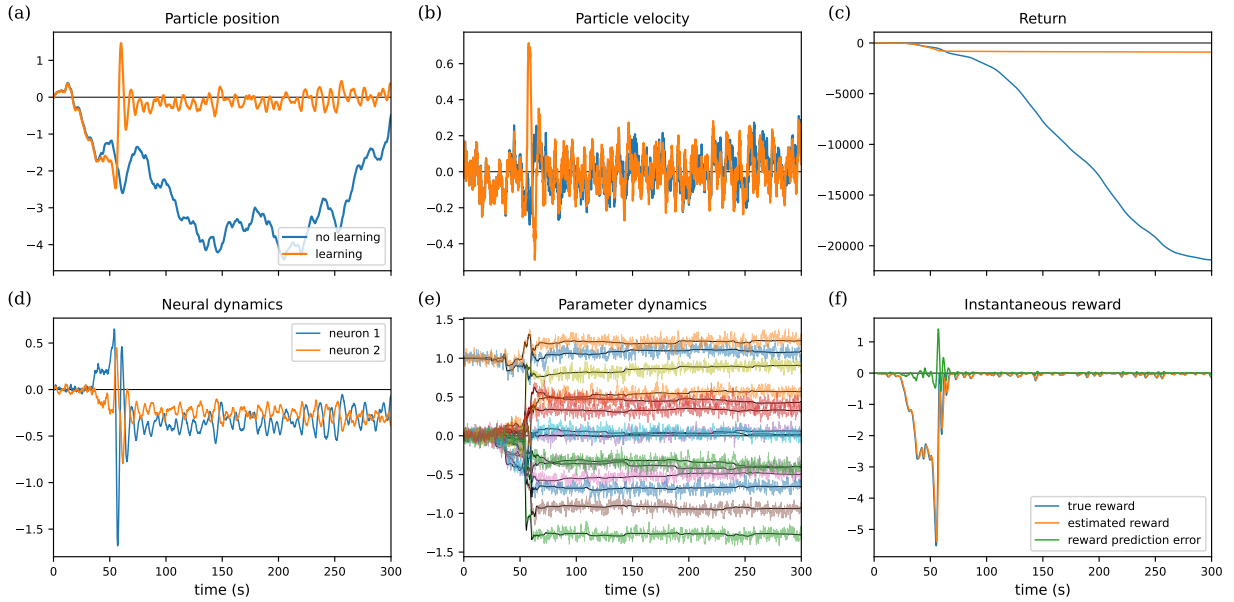 (a)
Particle position
1
0
−1
−2
−3
−4
no learning
learning
(b)
Particle velocity
0.6
0.4
0.2
0.0
−0.2
−0.4
(c)
Return
0
−5000
−10000
−15000
−20000
(d)
Neural dynamics
0.5
0.0
−0.5
−1.0
−1.5
neuron 1
neuron 2
0 50 100 150 200 250 300
time (s)
(e)
Parameter dynamics
1.5
1.0
0.5
0.0
−0.5
−1.0
−1.5
0 50 100 150 200 250 300
time (s)
(f)
Instantaneous reward
1
0
−1
−2
−3
−4
−5
true reward
estimated reward
reward prediction error
0 50 100 150 200 250 300
time (s)